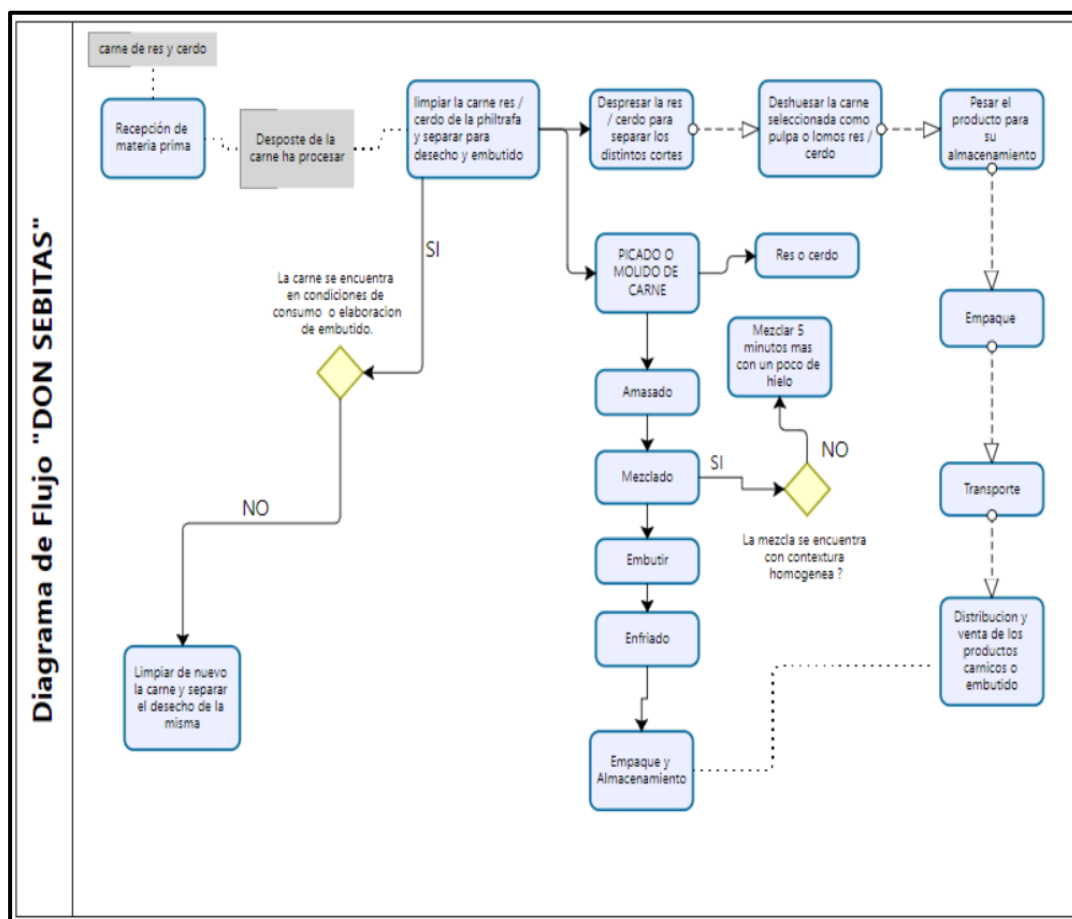 Diagrama de Flujo "DON SEBITAS"
carne de res y cerdo
Recepción de
materia prima
Desposte de la
carne ha procesar
limpiar la carne res /
cerdo de la philtrafa
y separar para
desecho y embutido
Despresar la res
/ cerdo para
separar los
distintos cortes
Deshuesar la carne
seleccionada como
pulpa o lomos res /
cerdo
Pesar el
producto para
su
almacenamiento
SI
La carne se encuentra
en condiciones de
consumo o elaboracion
de embutido.
NO
Limpiar de nuevo
la carne y separar
el desecho de la
misma
PICADO O
MOLIDO DE
CARNE
Res o cerdo
Amasado
Mezclado
SI
NO
Mezclar 5
minutos mas
con un poco de
hielo
La mezcla se encuentra
con contextura
homogenea ?
Embutir
Enfriado
Empaque y
Almacenamiento
Empaque
Transporte
Distribucion y
venta de los
productos
carnicos o
embutido